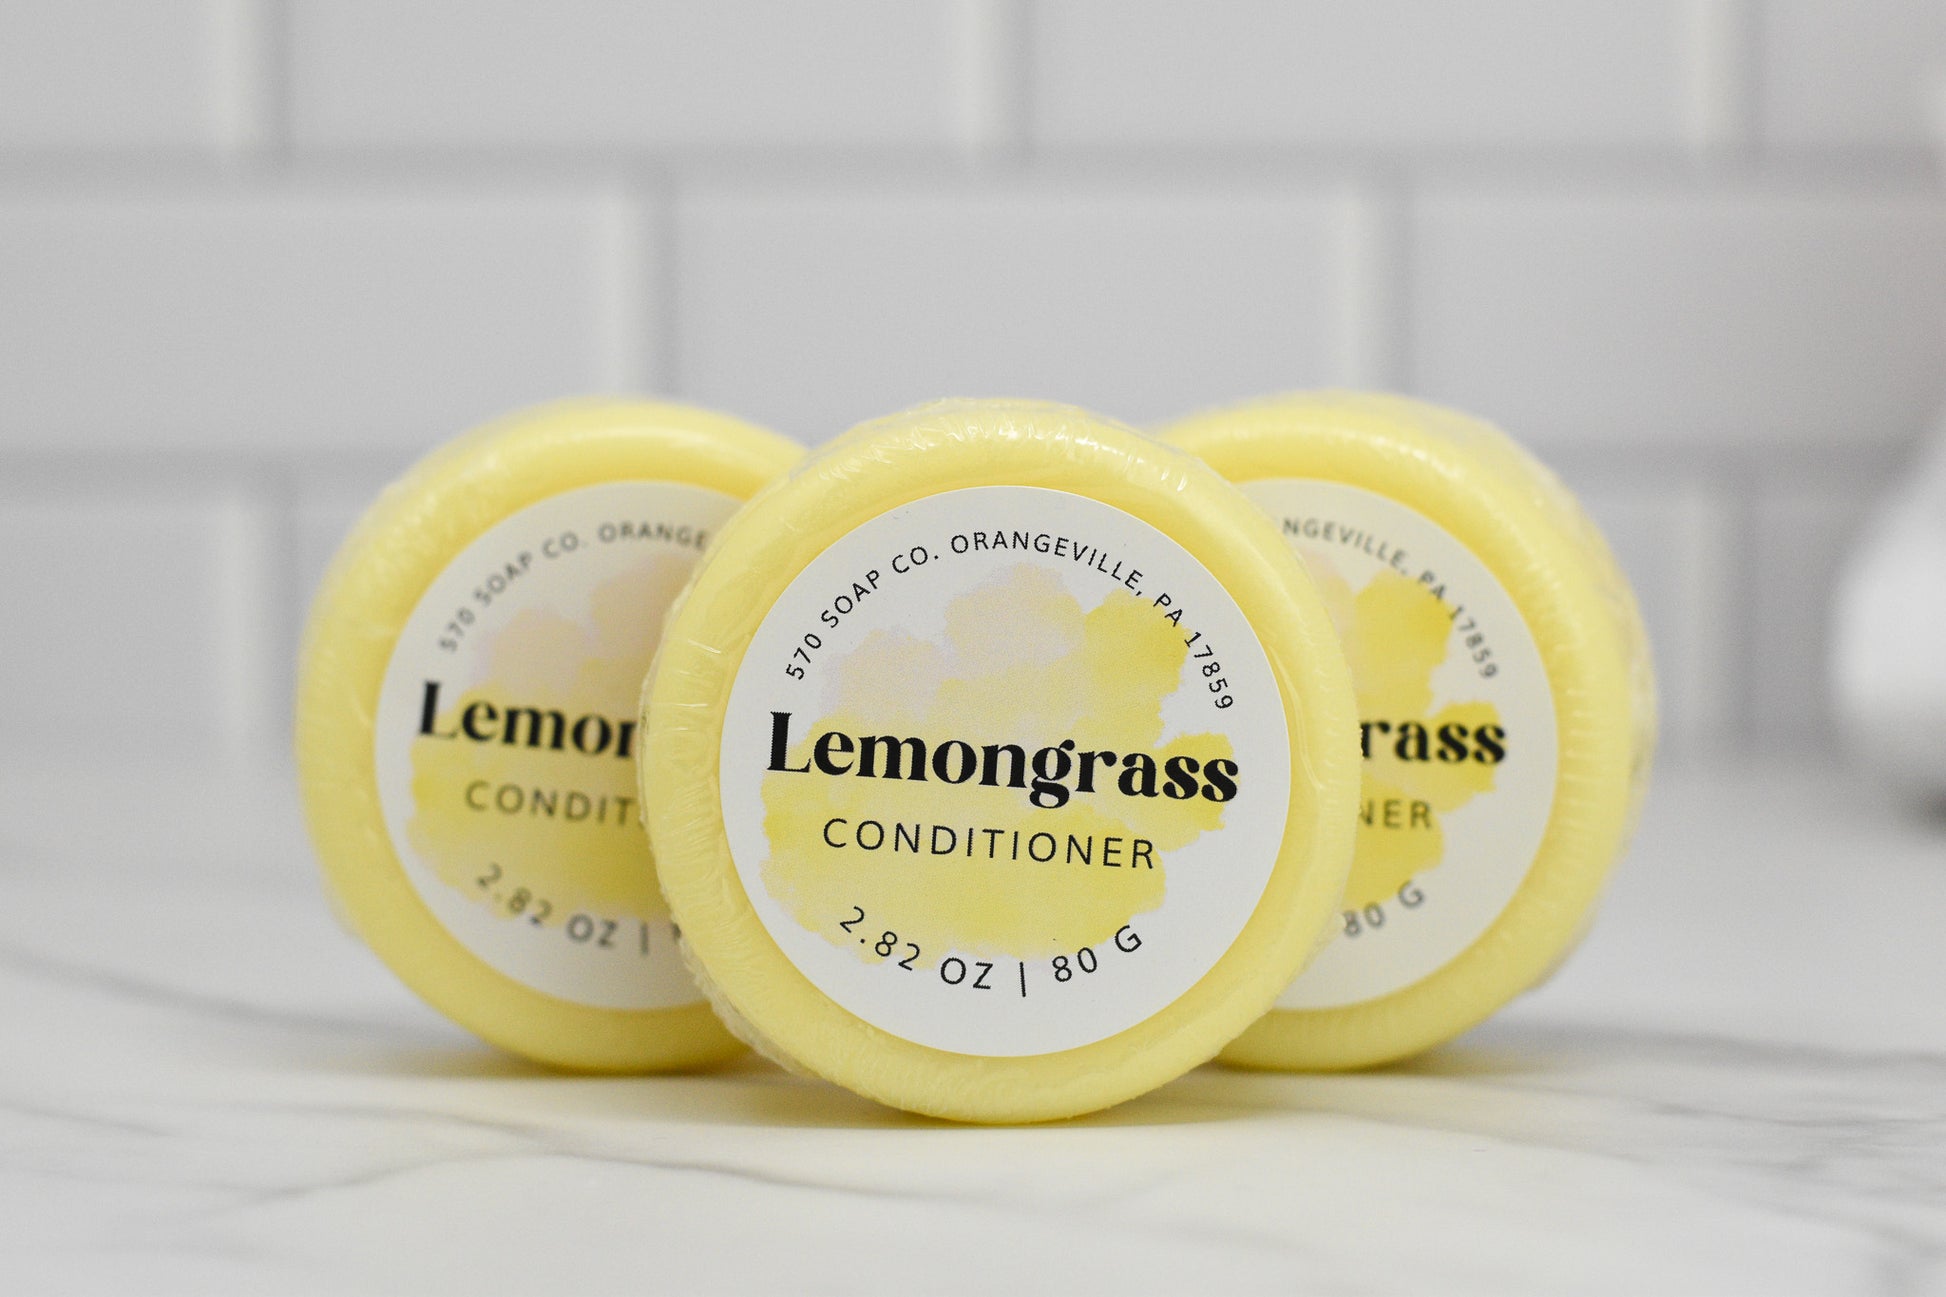 570 SOAP CO. ORANGEVILLE, PA 17859
Lemongrass
CONDITIONER
2.82 OZ | 80 G
570 SOAP CO. ORANGE
Lemon
CONDIT
2.82 OZ |
NGEVILLE, PA 17859
rass
NER
80 G